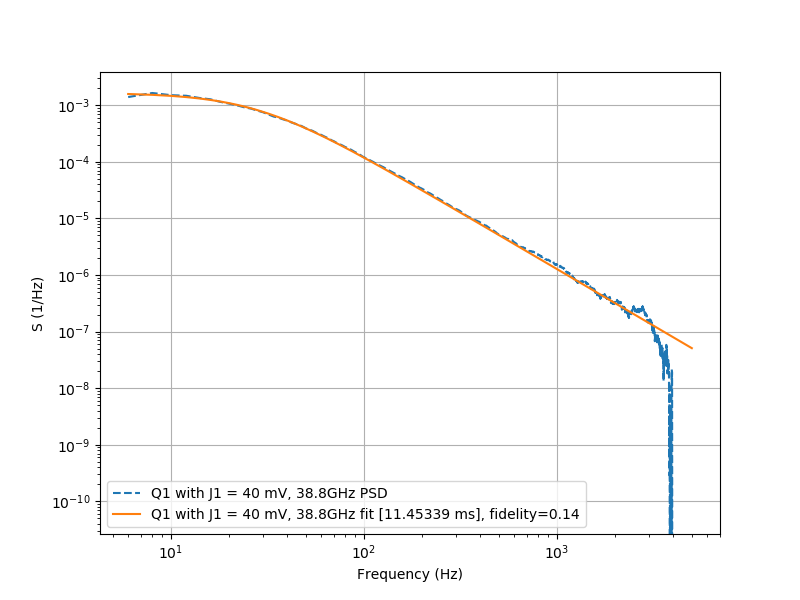 10⁻³
10⁻⁴
10⁻⁵
10⁻⁶
10⁻⁷
10⁻⁸
10⁻⁹
10⁻¹⁰
S (1/Hz)
Q1 with J1 = 40 mV, 38.8GHz PSD
Q1 with J1 = 40 mV, 38.8GHz fit [11.45339 ms], fidelity=0.14
10¹ 10² 10³
Frequency (Hz)